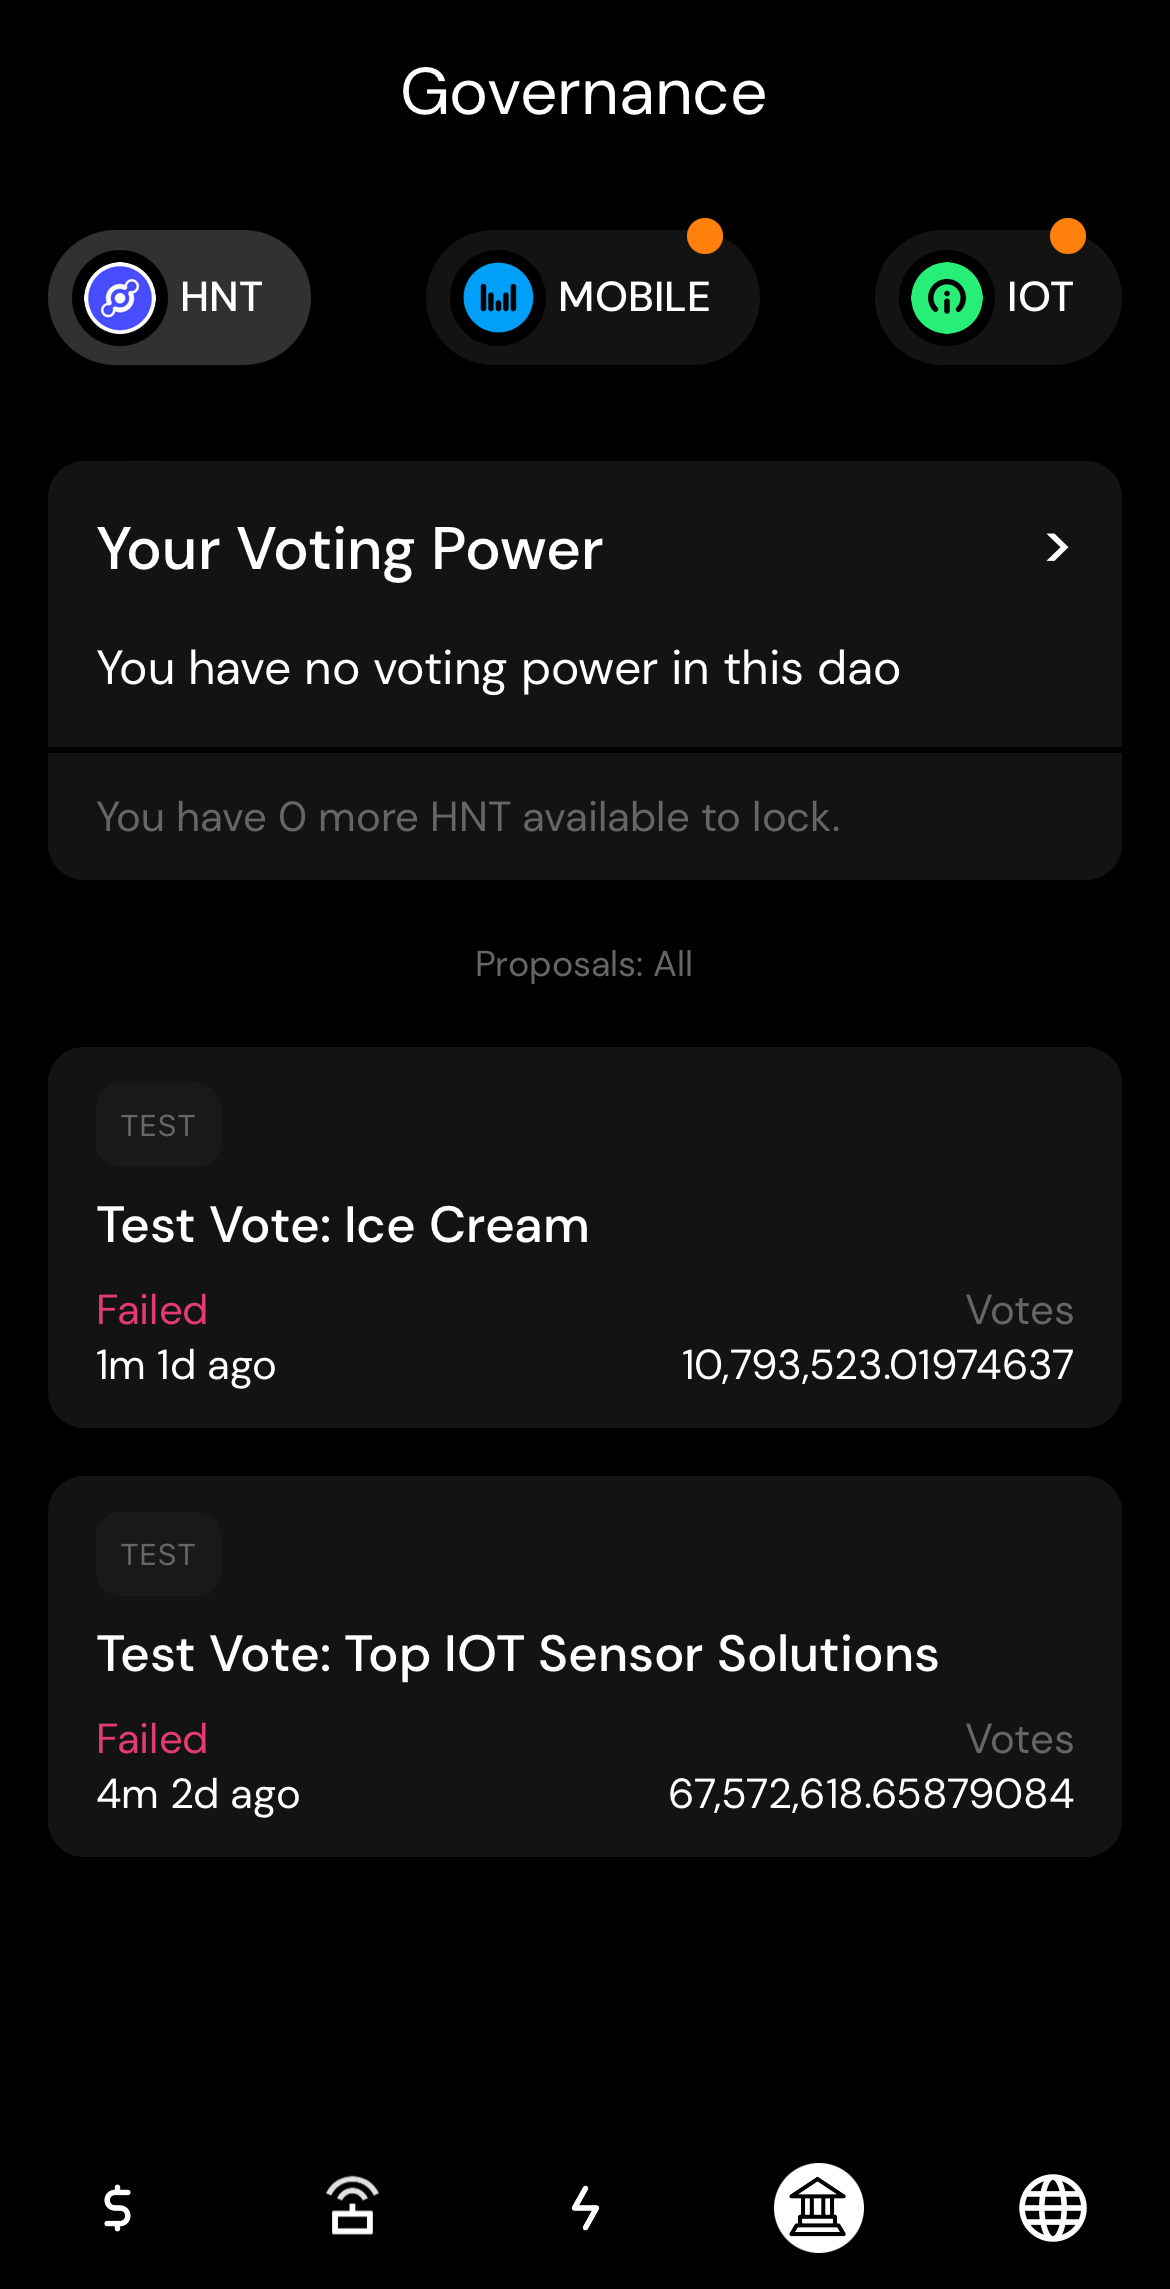 Governance
HNT
MOBILE
IOT
Your Voting Power
You have no voting power in this dao
You have 0 more HNT available to lock.
Proposals: All
TEST
Test Vote: Ice Cream
Failed
Votes
1m 1d ago
10,793,523.01974637
TEST
Test Vote: Top IOT Sensor Solutions
Failed
Votes
4m 2d ago
67,572,618.65879084